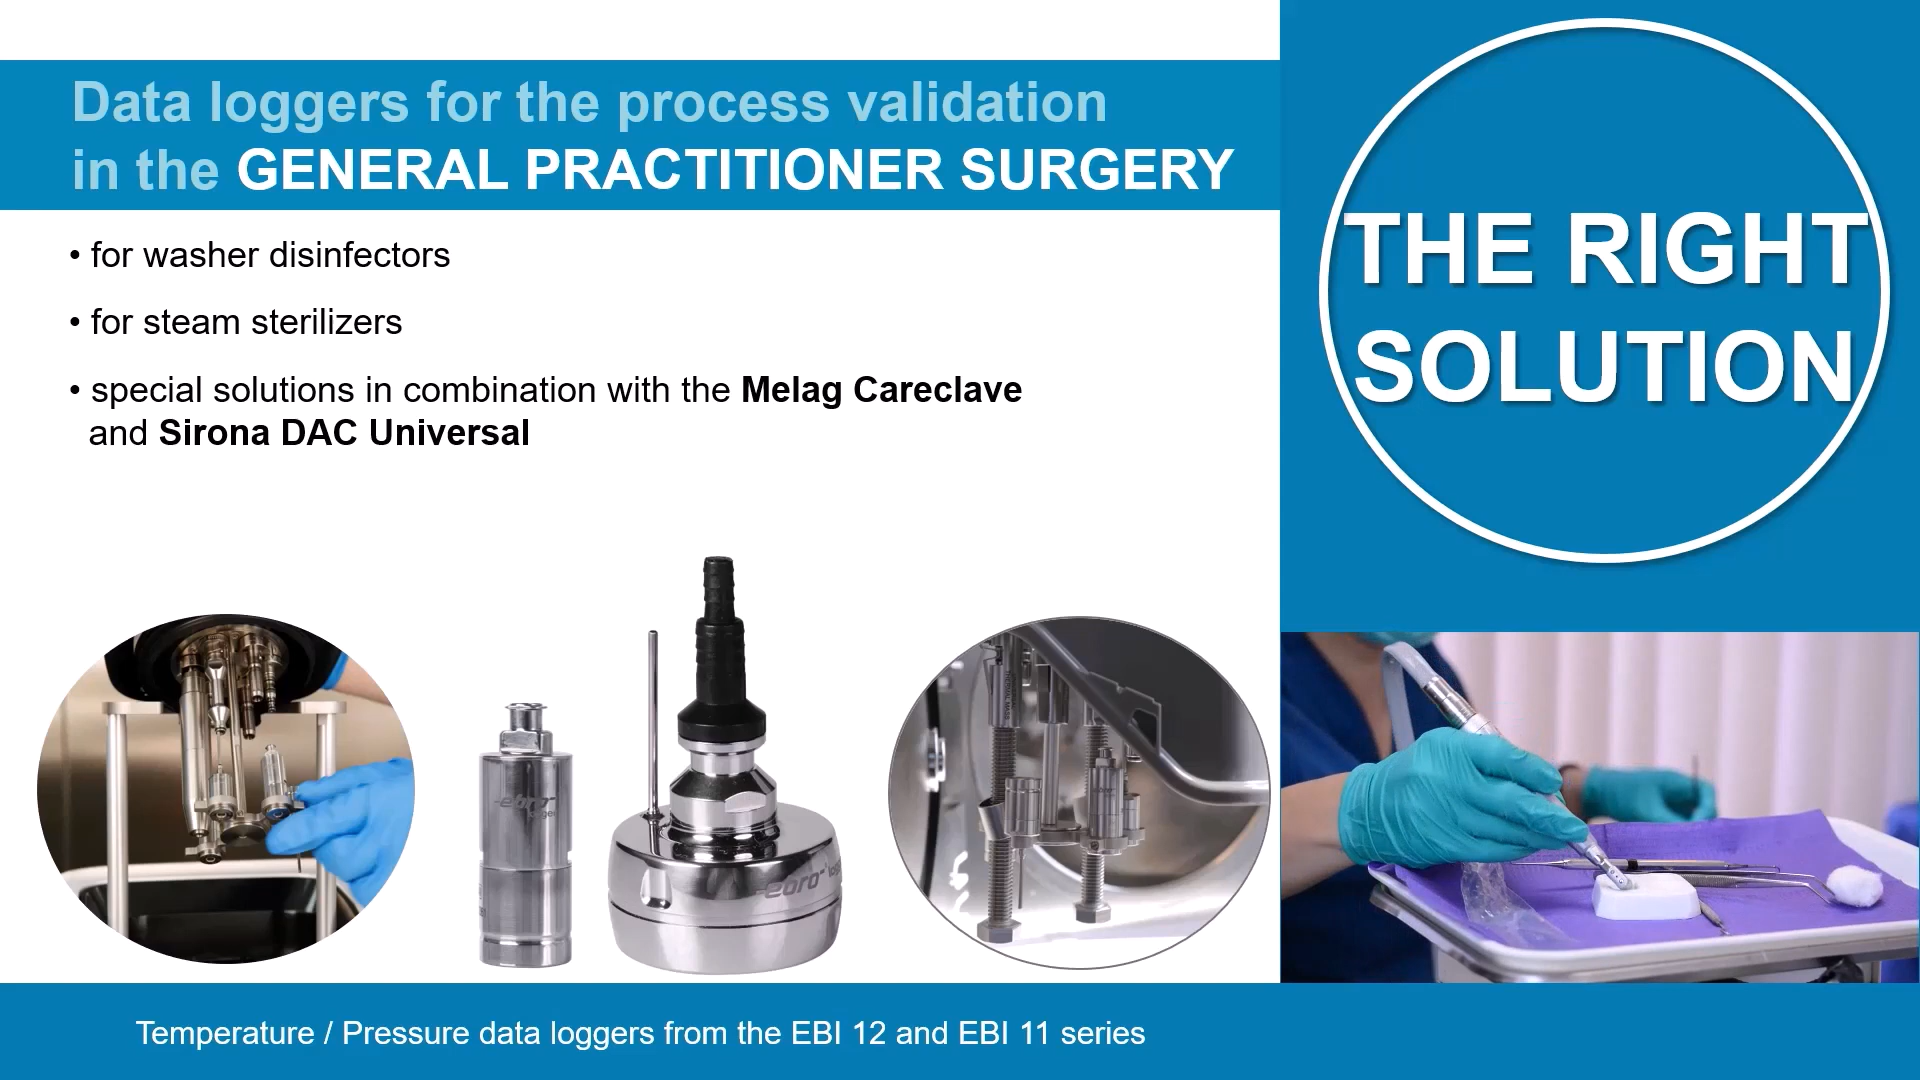 Data loggers for the process validation
in the GENERAL PRACTITIONER SURGERY
• for washer disinfectors
• for steam sterilizers
• special solutions in combination with the Melag Careclave
and Sirona DAC Universal
THE RIGHT
SOLUTION
-ebro-
-ebro-
Temperature / Pressure data loggers from the EBI 12 and EBI 11 series